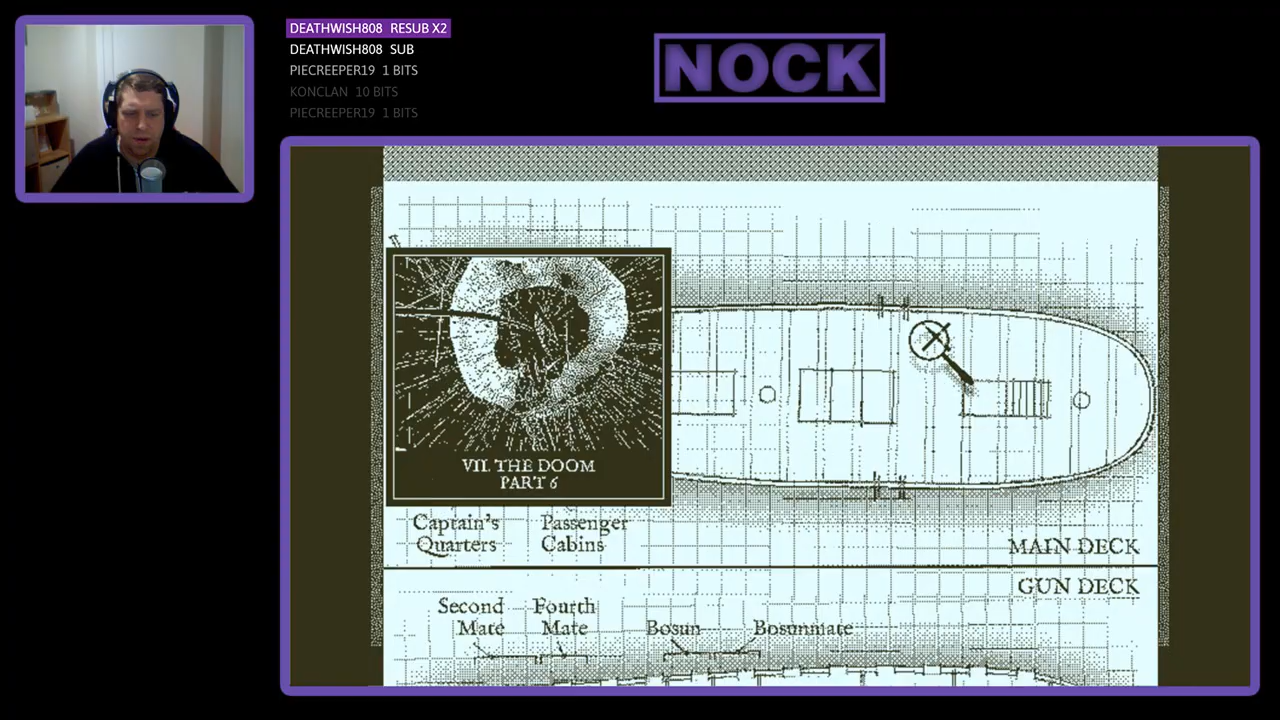 DEATHWISH808 RESUB X2
DEATHWISH808 SUB
PIECREEPER19 1 BITS
KONCLAN 10 BITS
PIECREEPER19 1 BITS
NOCK
VII. THE DOOM
PART 6
Captain's
Quarters
Passenger
Cabins
MAIN DECK
GUN DECK
Second
Mate
Fourth
Mate
Bosun
Bosunmate